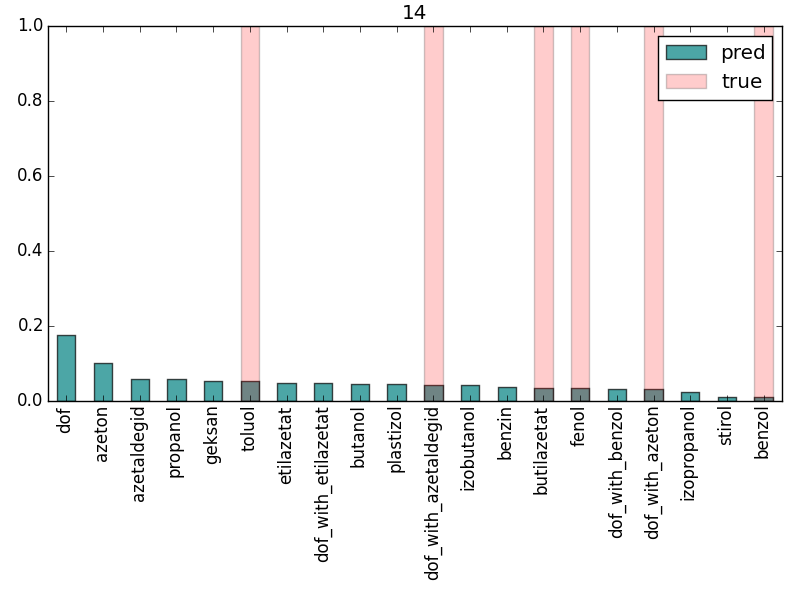 14
1.0
0.8
0.6
0.4
0.2
0.0
pred
true
dof
azeton
azetaldegid
propanol
geksan
toluol
etilazetat
dof_with_etilazetat
butanol
plastizol
dof_with_azetaldegid
izobutanol
benzin
butilazetat
fenol
dof_with_benzol
dof_with_azeton
izopropanol
stirol
benzol